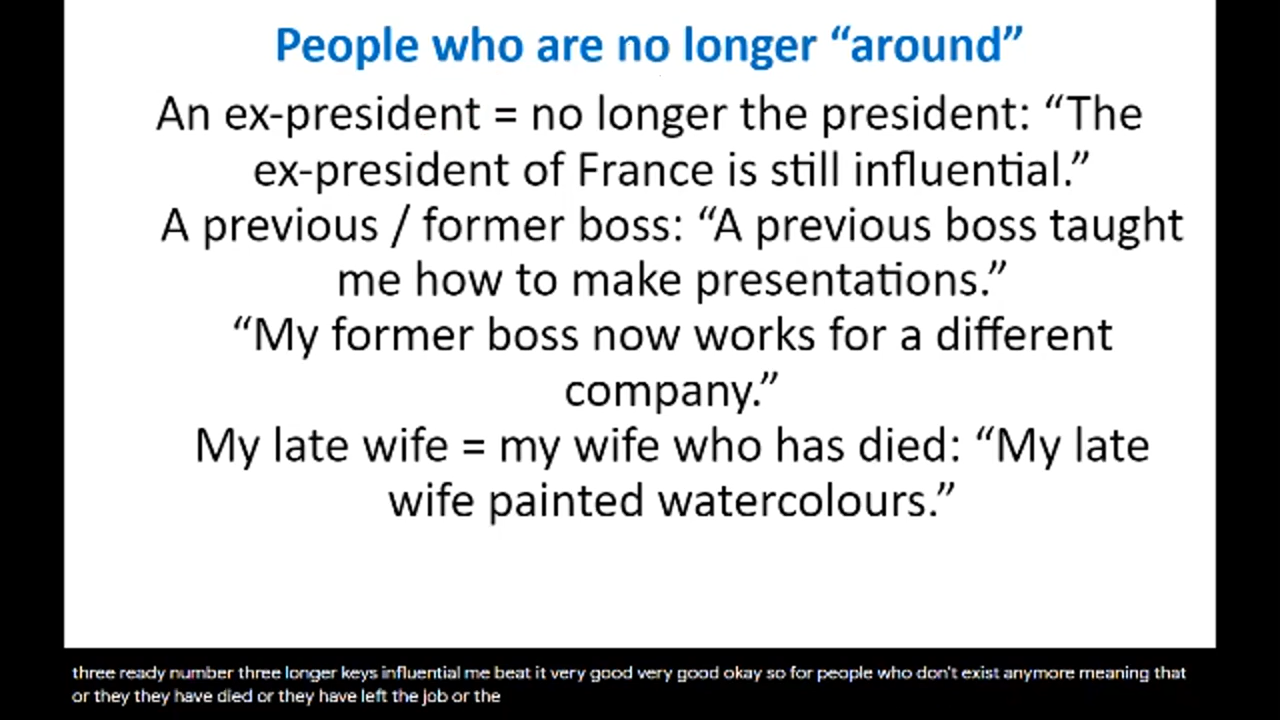 People who are no longer “around”
An ex-president = no longer the president: “The
ex-president of France is still influential.”
A previous / former boss: “A previous boss taught
me how to make presentations.”
“My former boss now works for a different
company.”
My late wife = my wife who has died: “My late
wife painted watercolours.”
three ready number three longer keys influential me beat it very good very good okay so for people who don't exist anymore meaning that
or they they have died or they have left the job or the